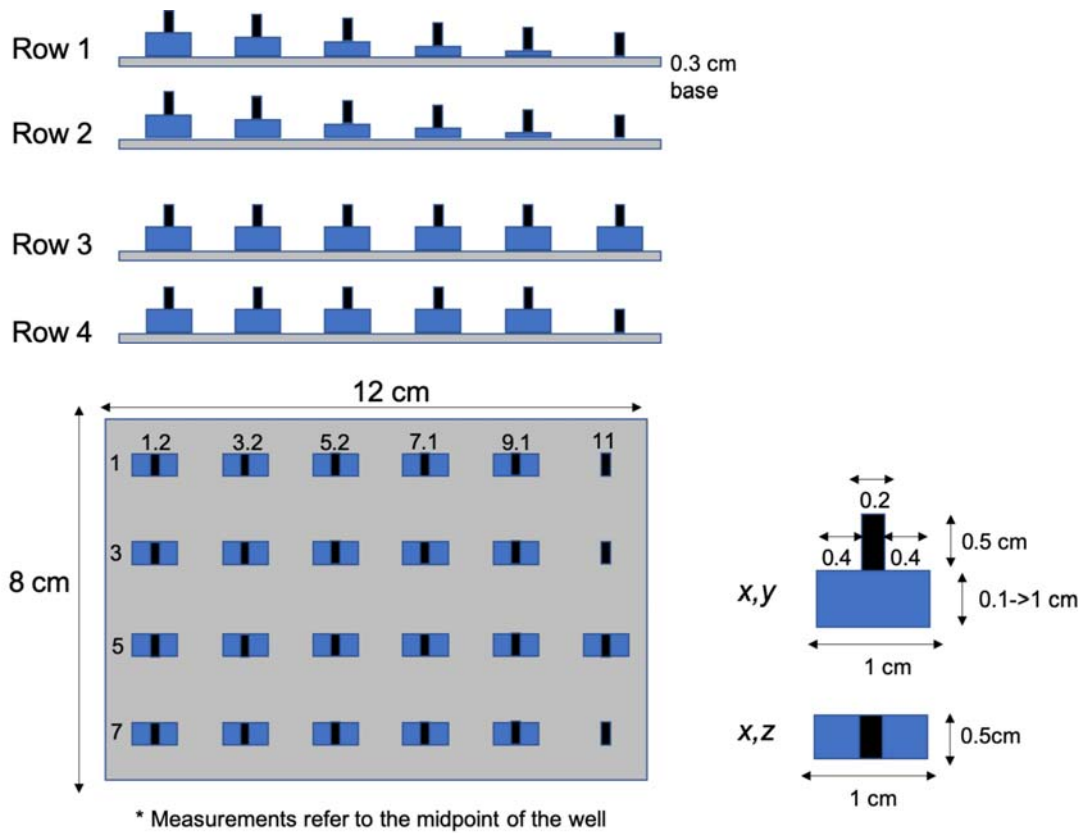 Row 1
0.3 cm
base
Row 2
Row 3
Row 4
12 cm
1.2 3.2 5.2 7.1 9.1 11
1
3
8 cm
5
7
* Measurements refer to the midpoint of the well
0.2
0.4 0.4
0.5 cm
x,y
0.1->1 cm
1 cm
x,z
0.5cm
1 cm